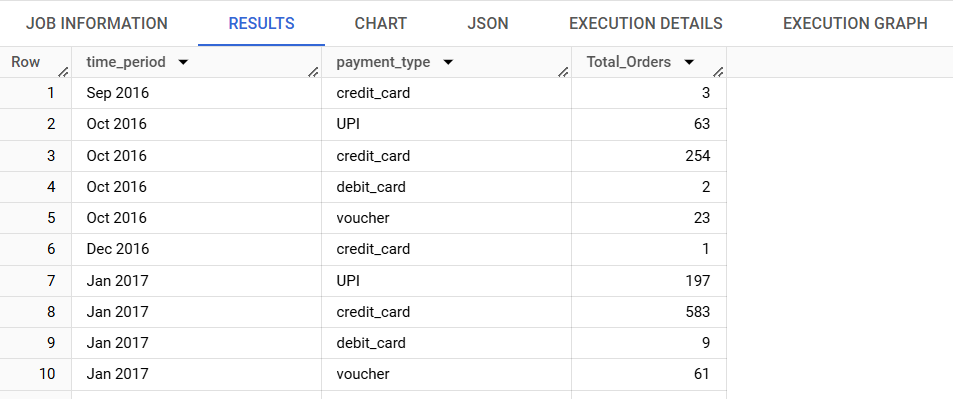 JOB INFORMATION RESULTS CHART JSON EXECUTION DETAILS EXECUTION GRAPH
Row time_period payment_type Total_Orders
1 Sep 2016 credit_card 3
2 Oct 2016 UPI 63
3 Oct 2016 credit_card 254
4 Oct 2016 debit_card 2
5 Oct 2016 voucher 23
6 Dec 2016 credit_card 1
7 Jan 2017 UPI 197
8 Jan 2017 credit_card 583
9 Jan 2017 debit_card 9
10 Jan 2017 voucher 61